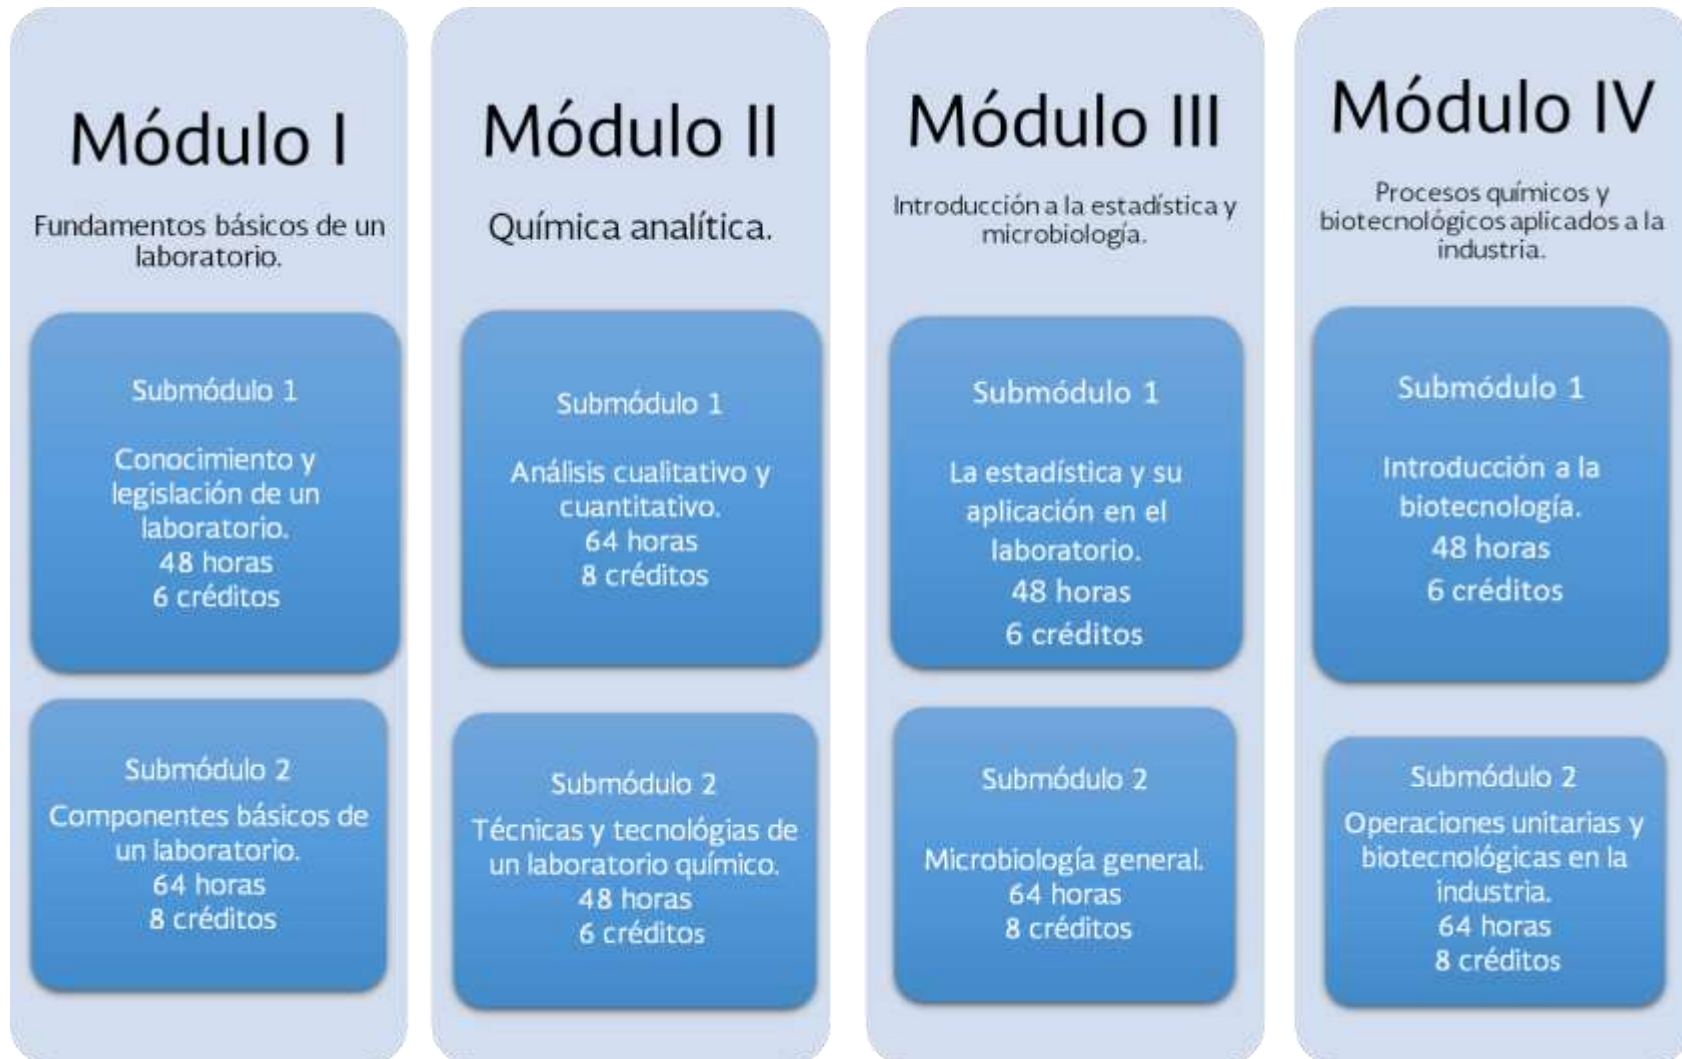 Módulo I
Fundamentos básicos de un
laboratorio.
Submódulo 1
Conocimiento y
legislación de un
laboratorio.
48 horas
6 créditos
Submódulo 2
Componentes básicos de
un laboratorio.
64 horas
8 créditos
Módulo II
Química analítica.
Submódulo 1
Análisis cualitativo y
cuantitativo.
64 horas
8 créditos
Submódulo 2
Técnicas y tecnológias de
un laboratorio químico.
48 horas
6 créditos
Módulo III
Introducción a la estadística y
microbiología.
Submódulo 1
La estadística y su
aplicación en el
laboratorio.
48 horas
6 créditos
Submódulo 2
Microbiología general.
64 horas
8 créditos
Módulo IV
Procesos químicos y
biotecnológicos aplicados a la
industria.
Submódulo 1
Introducción a la
biotecnología.
48 horas
6 créditos
Submódulo 2
Operaciones unitarias y
biotecnológicas en la
industria.
64 horas
8 créditos